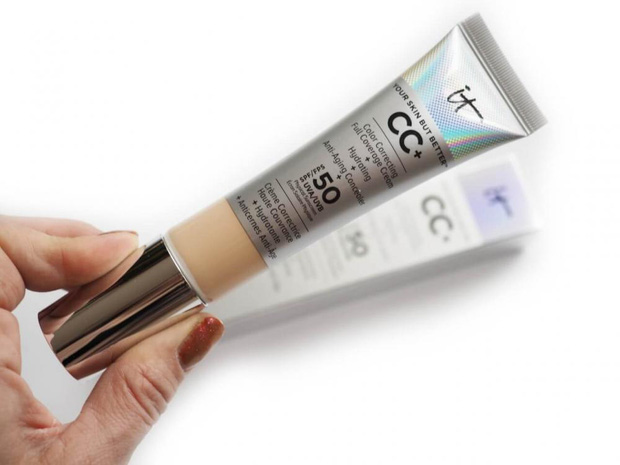 it
YOUR SKIN BUT BETTER
CC+
Color Correcting
Full Coverage Cream
+
Hydrating
+
Anti-Aging Concealer
SPF/FPS
50
UVA/UVB
Crème Correctrice
Haute Couvrance
+ Hydratante
+ Anticernes Anti-Âge
CC+
50